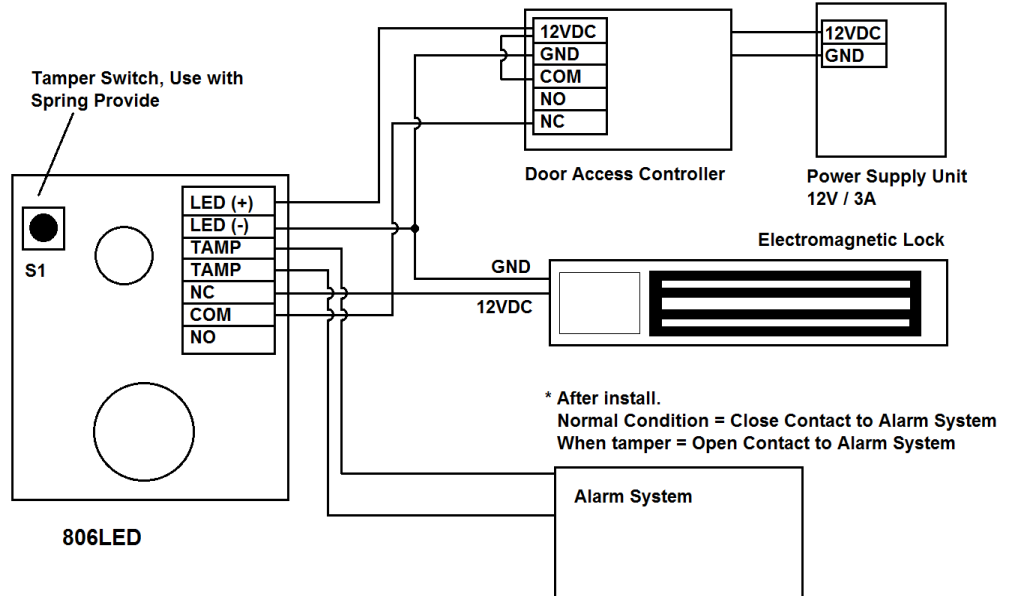 12VDC
GND
COM
NO
NC
Door Access Controller
12VDC
GND
Power Supply Unit
12V / 3A
Tamper Switch, Use with
Spring Provide
S1
LED (+)
LED (-)
TAMP
TAMP
NC
COM
NO
806LED
Electromagnetic Lock
GND
12VDC
* After install.
Normal Condition = Close Contact to Alarm System
When tamper = Open Contact to Alarm System
Alarm System